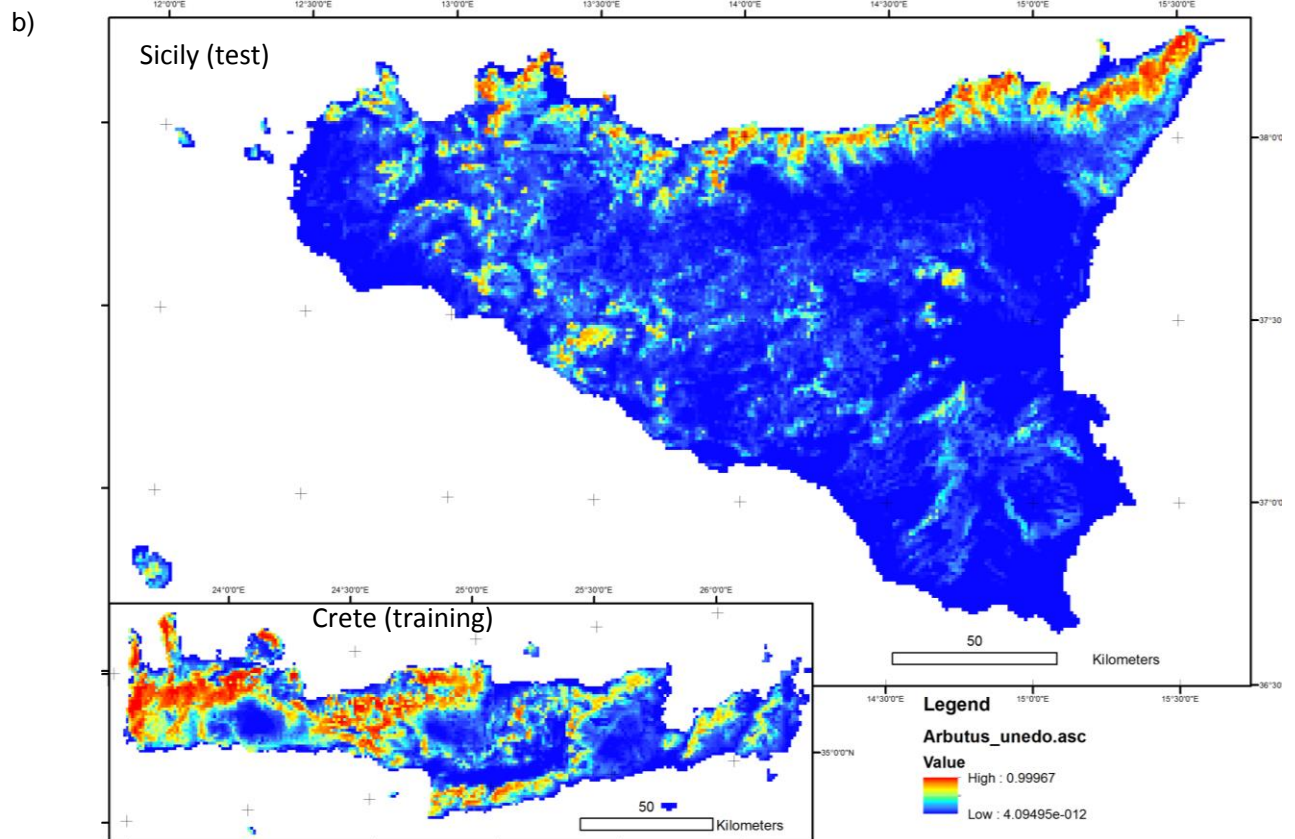 b)
12°0'0"E 12°30'0"E 13°0'0"E 13°30'0"E 14°0'0"E 14°30'0"E 15°0'0"E 15°30'0"E
Sicily (test)
38°0'0
37°30'0
37°0'0
24°0'0"E 24°30'0"E 25°0'0"E 25°30'0"E 26°0'0"E
Crete (training)
50
Kilometers
14°30'0"E 15°0'0"E 15°30'0"E
36°30'0
Legend
Arbutus_unedo.asc
Value
High : 0.99967
Low : 4.09495e-012
35°0'0"N
50
Kilometers